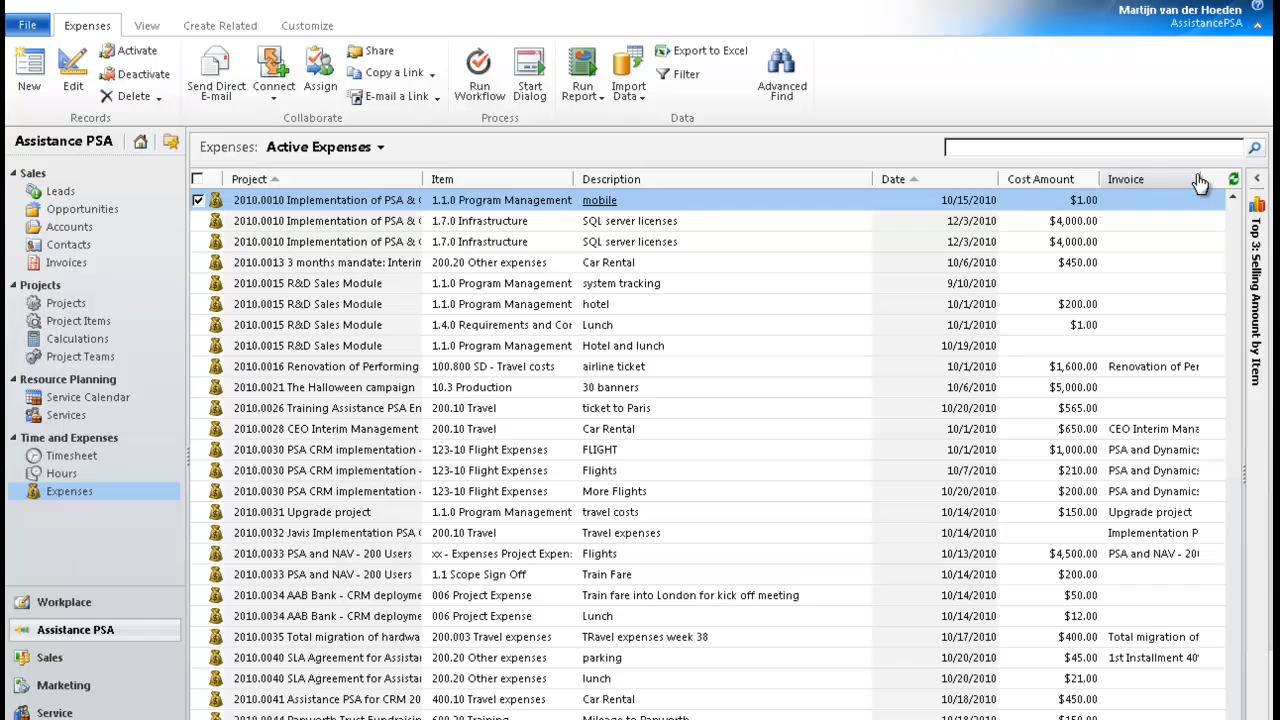 Martijn van der Hoeden
AssistancePSA
File Expenses View Create Related Customize
New
Edit
Activate
Deactivate
Delete
Records
Send Direct E-mail
Connect
Assign
Share
Copy a Link
E-mail a Link
Collaborate
Run Workflow
Start Dialog
Process
Run Report
Import Data
Export to Excel
Filter
Advanced Find
Data
Assistance PSA
Sales
Leads
Opportunities
Accounts
Contacts
Invoices
Projects
Projects
Project Items
Calculations
Project Teams
Resource Planning
Service Calendar
Services
Time and Expenses
Timesheet
Hours
Expenses
Workplace
Assistance PSA
Sales
Marketing
Service
Expenses: Active Expenses
Project Item Description Date Cost Amount Invoice
2010.0010 Implementation of PSA & C 1.1.0 Program Management mobile 10/15/2010 $1.00
2010.0010 Implementation of PSA & C 1.7.0 Infrastructure SQL server licenses 12/3/2010 $4,000.00
2010.0010 Implementation of PSA & C 1.7.0 Infrastructure SQL server licenses 12/3/2010 $4,000.00
2010.0013 3 months mandate: Interim 200.20 Other expenses Car Rental 10/6/2010 $450.00
2010.0015 R&D Sales Module 1.1.0 Program Management system tracking 9/10/2010
2010.0015 R&D Sales Module 1.1.0 Program Management hotel 10/1/2010 $200.00
2010.0015 R&D Sales Module 1.4.0 Requirements and Cor Lunch 10/1/2010 $1.00
2010.0015 R&D Sales Module 1.1.0 Program Management Hotel and lunch 10/19/2010
2010.0016 Renovation of Performing 100.800 SD - Travel costs airline ticket 10/1/2010 $1,600.00 Renovation of Per
2010.0021 The Halloween campaign 10.3 Production 30 banners 10/6/2010 $5,000.00
2010.0026 Training Assistance PSA En 200.10 Travel ticket to Paris 10/20/2010 $565.00
2010.0028 CEO Interim Management 200.10 Travel Car Rental 10/1/2010 $650.00 CEO Interim Mana
2010.0030 PSA CRM implementation - 123-10 Flight Expenses FLIGHT 10/1/2010 $1,000.00 PSA and Dynamics
2010.0030 PSA CRM implementation - 123-10 Flight Expenses Flights 10/7/2010 $210.00 PSA and Dynamics
2010.0030 PSA CRM implementation - 123-10 Flight Expenses More Flights 10/20/2010 $200.00 PSA and Dynamics
2010.0031 Upgrade project 1.1.0 Program Management travel costs 10/14/2010 $150.00 Upgrade project
2010.0032 Javis Implementation PSA 200.10 Travel Travel expenses 10/14/2010 Implementation P
2010.0033 PSA and NAV - 200 Users xx - Expenses Project Expen: Flights 10/13/2010 $4,500.00 PSA and NAV - 20
2010.0033 PSA and NAV - 200 Users 1.1 Scope Sign Off Train Fare 10/14/2010 $200.00
2010.0034 AAB Bank - CRM deployme 006 Project Expense Train fare into London for kick off meeting 10/14/2010 $50.00
2010.0034 AAB Bank - CRM deployme 006 Project Expense Lunch 10/14/2010 $12.00
2010.0035 Total migration of hardwa 200.003 Travel expenses TRavel expenses week 38 10/17/2010 $400.00 Total migration of
2010.0040 SLA Agreement for Assista 200.20 Other expenses parking 10/20/2010 $45.00 1st Installment 40
2010.0040 SLA Agreement for Assista 200.20 Other expenses lunch 10/20/2010 $21.00
2010.0041 Assistance PSA for CRM 20 400.10 Travel Car Rental 10/18/2010 $450.00
2010.0044 Papworth Trust Fundraising 600.20 Training Mileage to Papworth 10/18/2010 $150.00
Top 3: Selling Amount by Item